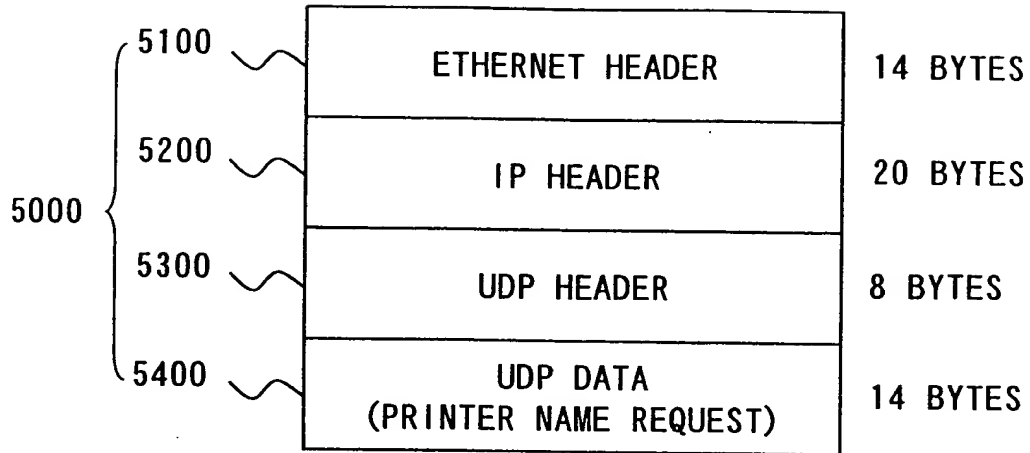 5100 ETHERNET HEADER 14 BYTES
5200 IP HEADER 20 BYTES
5000
5300 UDP HEADER 8 BYTES
5400 UDP DATA
(PRINTER NAME REQUEST) 14 BYTES